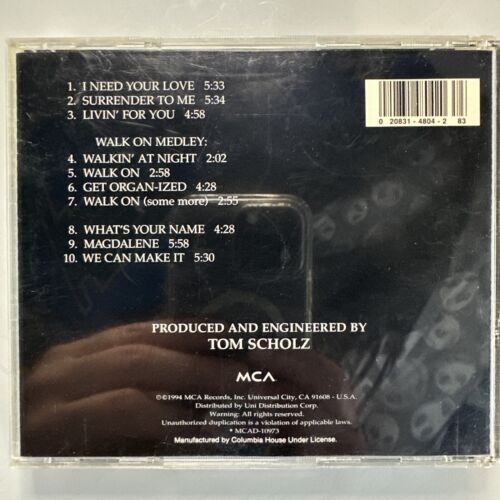 1. I NEED YOUR LOVE 5:33
2. SURRENDER TO ME 5:34
3. LIVIN' FOR YOU 4:58
WALK ON MEDLEY:
4. WALKIN' AT NIGHT 2:02
5. WALK ON 2:58
6. GET ORGAN-IZED 4:28
7. WALK ON (some more) 2:55
8. WHAT'S YOUR NAME 4:28
9. MAGDALENE 5:58
10. WE CAN MAKE IT 5:30
0 20831-4804-2 83
PRODUCED AND ENGINEERED BY
TOM SCHOLZ
MCA
℗©1994 MCA Records, Inc. Universal City, CA 91608 - U.S.A.
Distributed by Uni Distribution Corp.
Warning: All rights reserved.
Unauthorized duplication is a violation of applicable laws.
* MCAD-10973
Manufactured by Columbia House Under License.